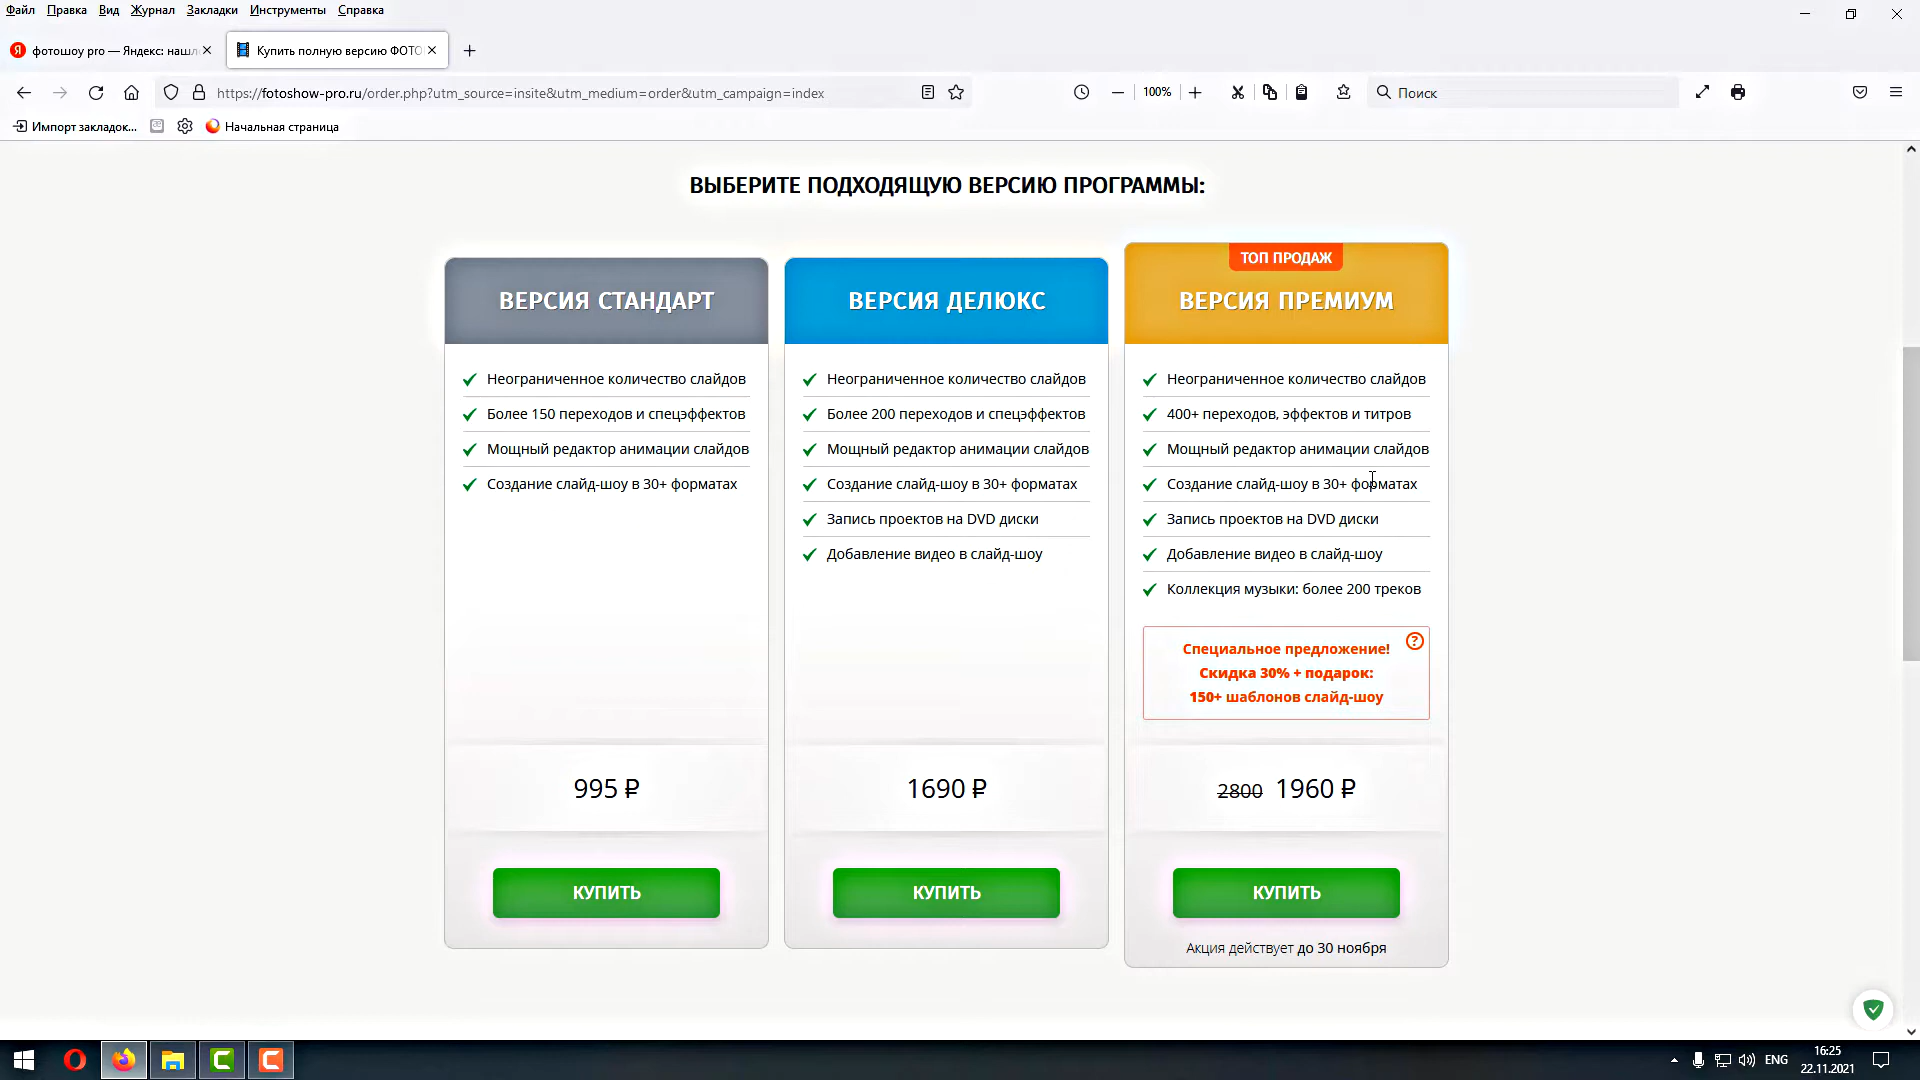 Файл Правка Вид Журнал Закладки Инструменты Справка
фотошоу pro — Яндекс: наш
Купить полную версию ФОТО
https://fotoshow-pro.ru/order.php?utm_source=insite&utm_medium=order&utm_campaign=index
100%
Поиск
Импорт закладок...
Начальная страница
ВЫБЕРИТЕ ПОДХОДЯЩУЮ ВЕРСИЮ ПРОГРАММЫ:
ВЕРСИЯ СТАНДАРТ
Неограниченное количество слайдов
Более 150 переходов и спецэффектов
Мощный редактор анимации слайдов
Создание слайд-шоу в 30+ форматах
995 ₽
КУПИТЬ
ВЕРСИЯ ДЕЛЮКС
Неограниченное количество слайдов
Более 200 переходов и спецэффектов
Мощный редактор анимации слайдов
Создание слайд-шоу в 30+ форматах
Запись проектов на DVD диски
Добавление видео в слайд-шоу
1690 ₽
КУПИТЬ
ТОП ПРОДАЖ
ВЕРСИЯ ПРЕМИУМ
Неограниченное количество слайдов
400+ переходов, эффектов и титров
Мощный редактор анимации слайдов
Создание слайд-шоу в 30+ форматах
Запись проектов на DVD диски
Добавление видео в слайд-шоу
Коллекция музыки: более 200 треков
Специальное предложение!
Скидка 30% + подарок:
150+ шаблонов слайд-шоу
2800 1960 ₽
КУПИТЬ
Акция действует до 30 ноября
ENG
16:25
22.11.2021